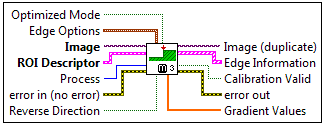 Optimized Mode
Edge Options
Image
Image (duplicate)
ROI Descriptor
Edge Information
Process
Calibration Valid
error in (no error)
error out
3
Reverse Direction
Gradient Values